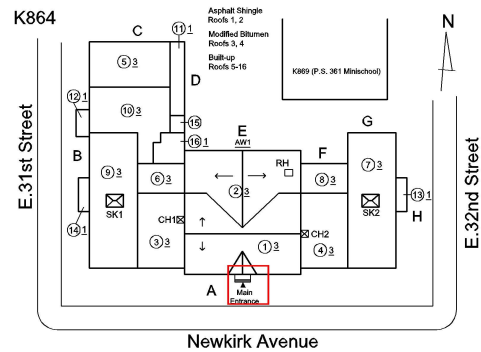 K864
Asphalt Shingle
Roofs 1, 2
Modified Bitumen
Roofs 3, 4
Built-up
Roofs 5-16
K869 (P.S. 361 Minischool)
N
C
11 1
5 3
D
12 1
10 3
15
16 1
E
AW1
F
G
B
9 3
6 3
RH
8 3
7 3
2 3
SK1
SK2
13 1
H
14 1
CH1
CH2
3 3
1 3
4 3
A
Main
Entrance
E.31st Street
E.32nd Street
Newkirk Avenue